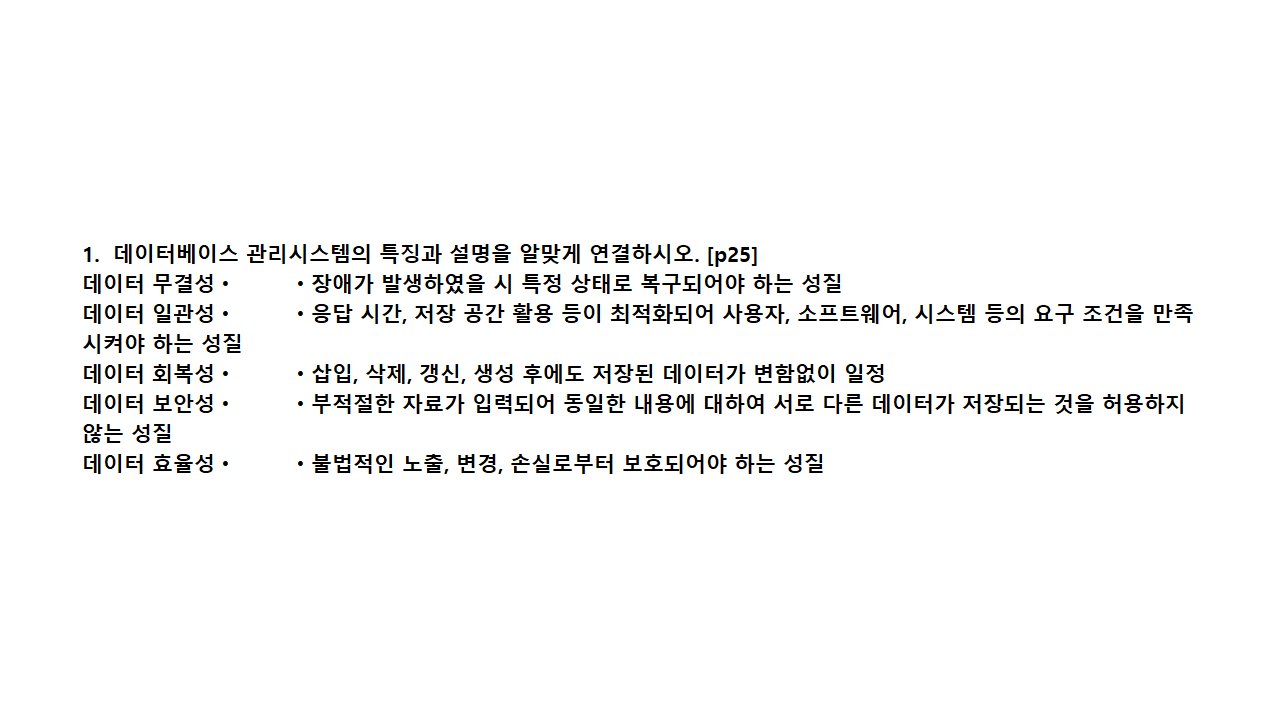 1. 데이터베이스 관리시스템의 특징과 설명을 알맞게 연결하시오. [p25]
데이터 무결성 • • 장애가 발생하였을 시 특정 상태로 복구되어야 하는 성질
데이터 일관성 • • 응답 시간, 저장 공간 활용 등이 최적화되어 사용자, 소프트웨어, 시스템 등의 요구 조건을 만족
시켜야 하는 성질
데이터 회복성 • • 삽입, 삭제, 갱신, 생성 후에도 저장된 데이터가 변함없이 일정
데이터 보안성 • • 부적절한 자료가 입력되어 동일한 내용에 대하여 서로 다른 데이터가 저장되는 것을 허용하지
않는 성질
데이터 효율성 • • 불법적인 노출, 변경, 손실로부터 보호되어야 하는 성질